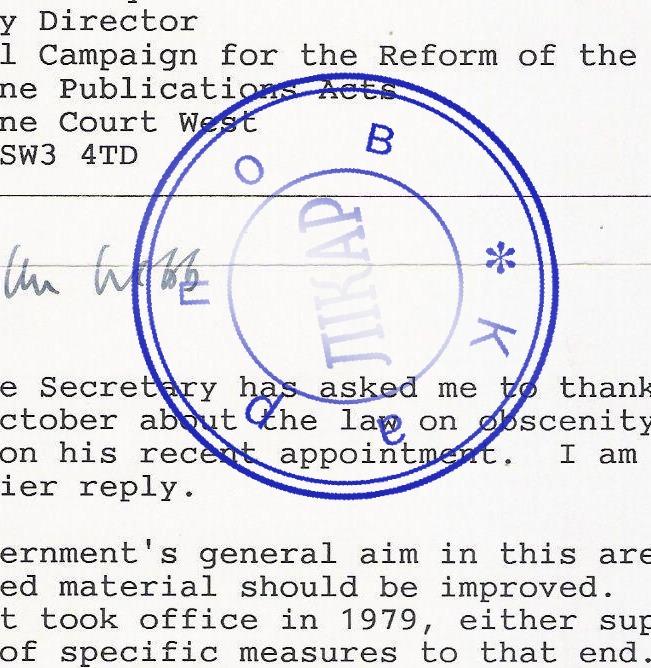 y Director
l Campaign for the Reform of the
ne Publications Acts
ne Court West
SW3 4TD
Webb
e Secretary has asked me to thank
ctober about the law on obscenity
on his recent appointment. I am
ier reply.
ernment's general aim in this are
ed material should be improved.
t took office in 1979, either sup
of specific measures to that end.
* КарЕОВ
ЛІКАР